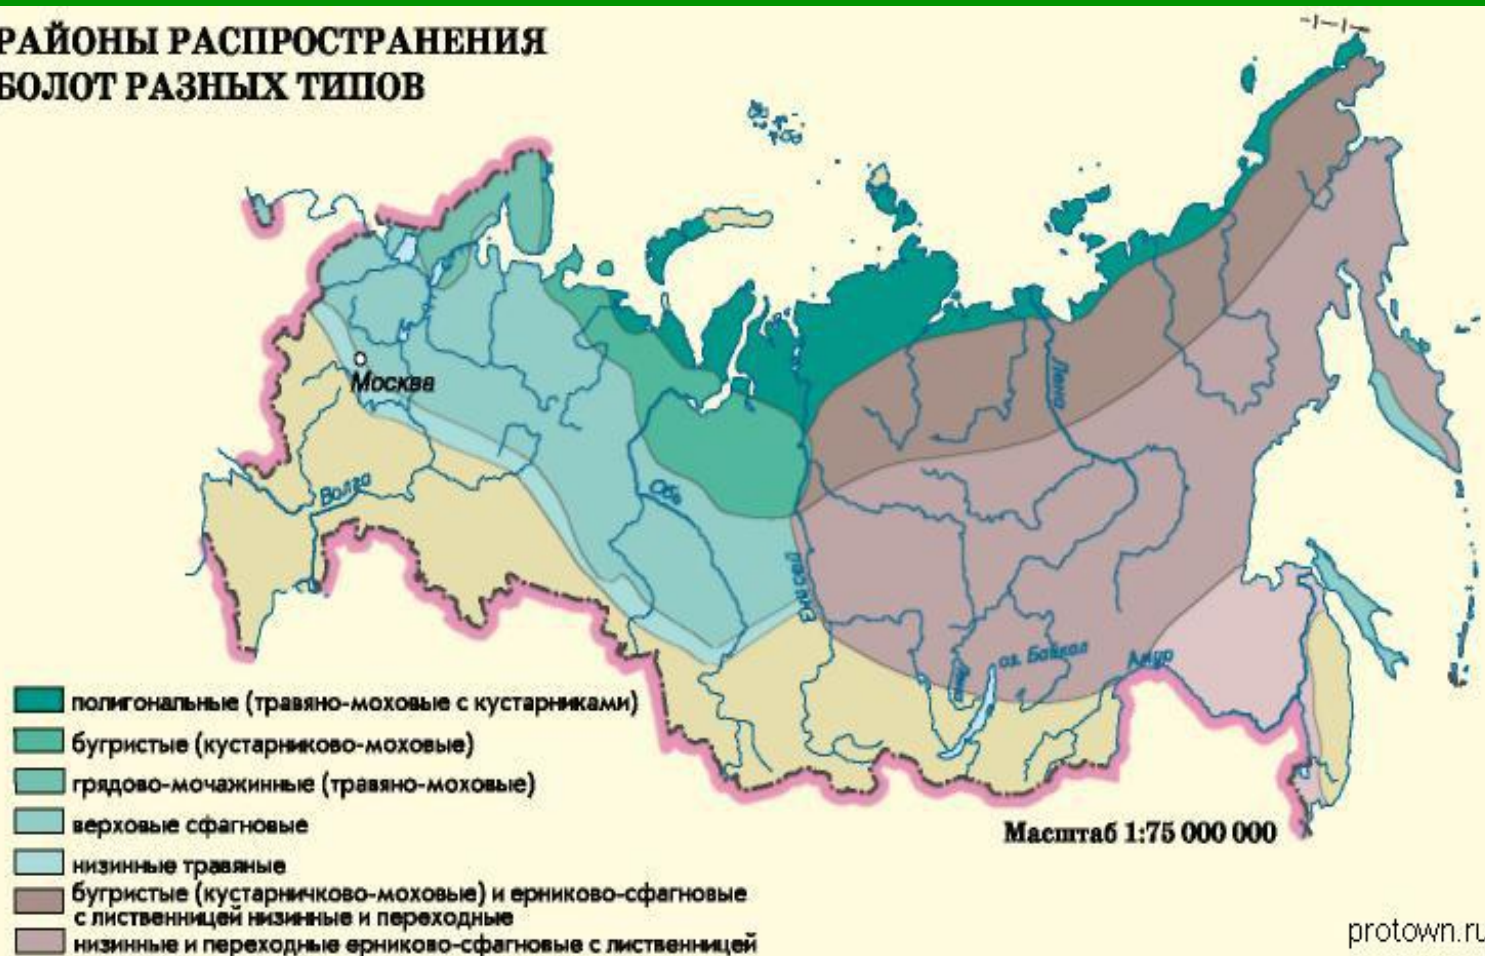 РАЙОНЫ РАСПРОСТРАНЕНИЯ
БОЛОТ РАЗНЫХ ТИПОВ
Москва
Волга
Обь
Енисей
Лена
Лена
оз. Байкал
Амур
полигональные (травяно-моховые с кустарниками)
бугристые (кустарниково-моховые)
грядово-мочажинные (травяно-моховые)
верховые сфагновые
низинные травяные
бугристые (кустарничково-моховые) и ерниково-сфагновые
с лиственницей низинные и переходные
низинные и переходные ерниково-сфагновые с лиственницей
Масштаб 1:75 000 000
protown.ru